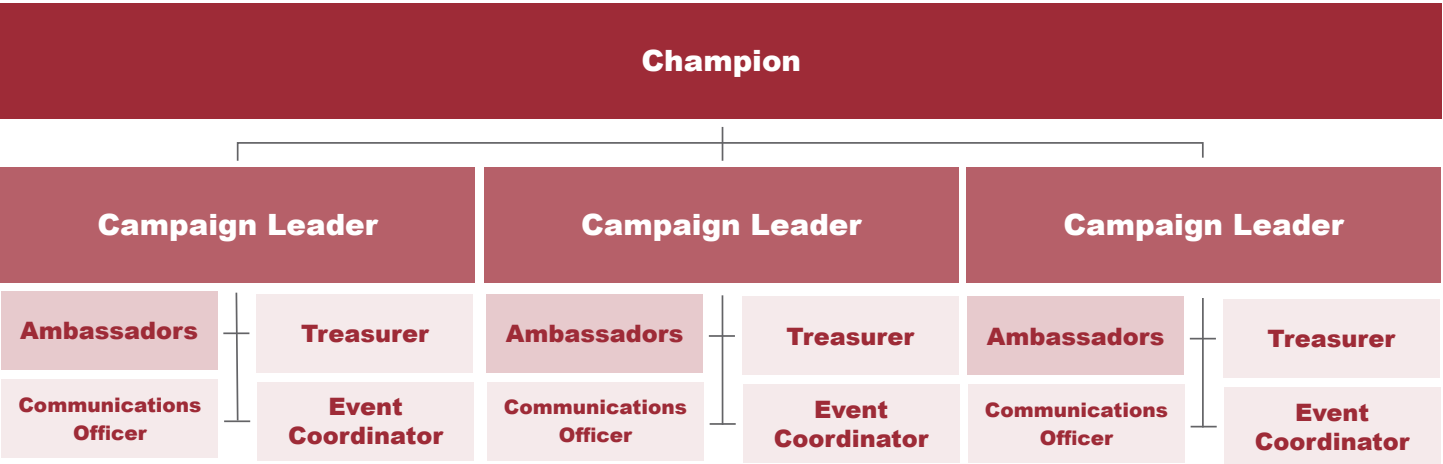 Champion
Campaign Leader
Campaign Leader
Campaign Leader
Ambassadors
Treasurer
Communications
Officer
Event
Coordinator
Ambassadors
Treasurer
Communications
Officer
Event
Coordinator
Ambassadors
Treasurer
Communications
Officer
Event
Coordinator